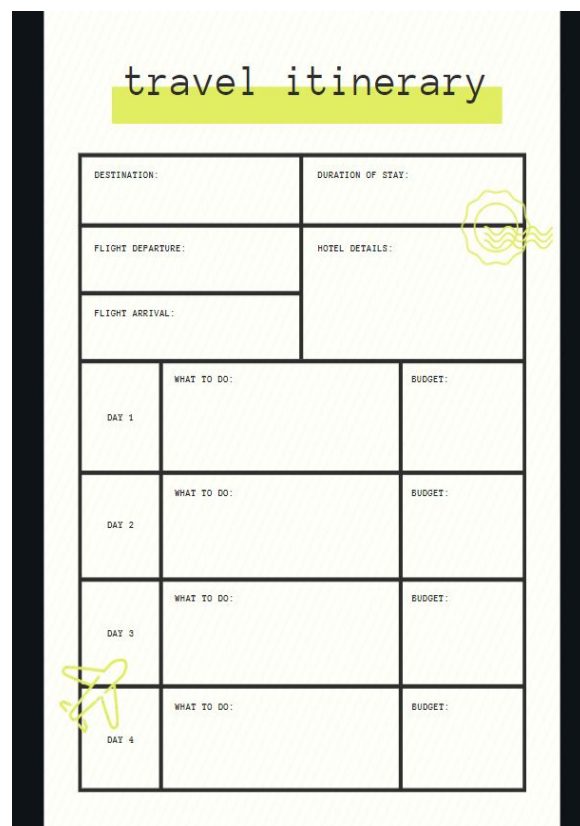 travel itinerary
DESTINATION:
DURATION OF STAY:
FLIGHT DEPARTURE:
HOTEL DETAILS:
FLIGHT ARRIVAL:
WHAT TO DO:
BUDGET:
DAY 1
WHAT TO DO:
BUDGET:
DAY 2
WHAT TO DO:
BUDGET:
DAY 3
WHAT TO DO:
BUDGET:
DAY 4